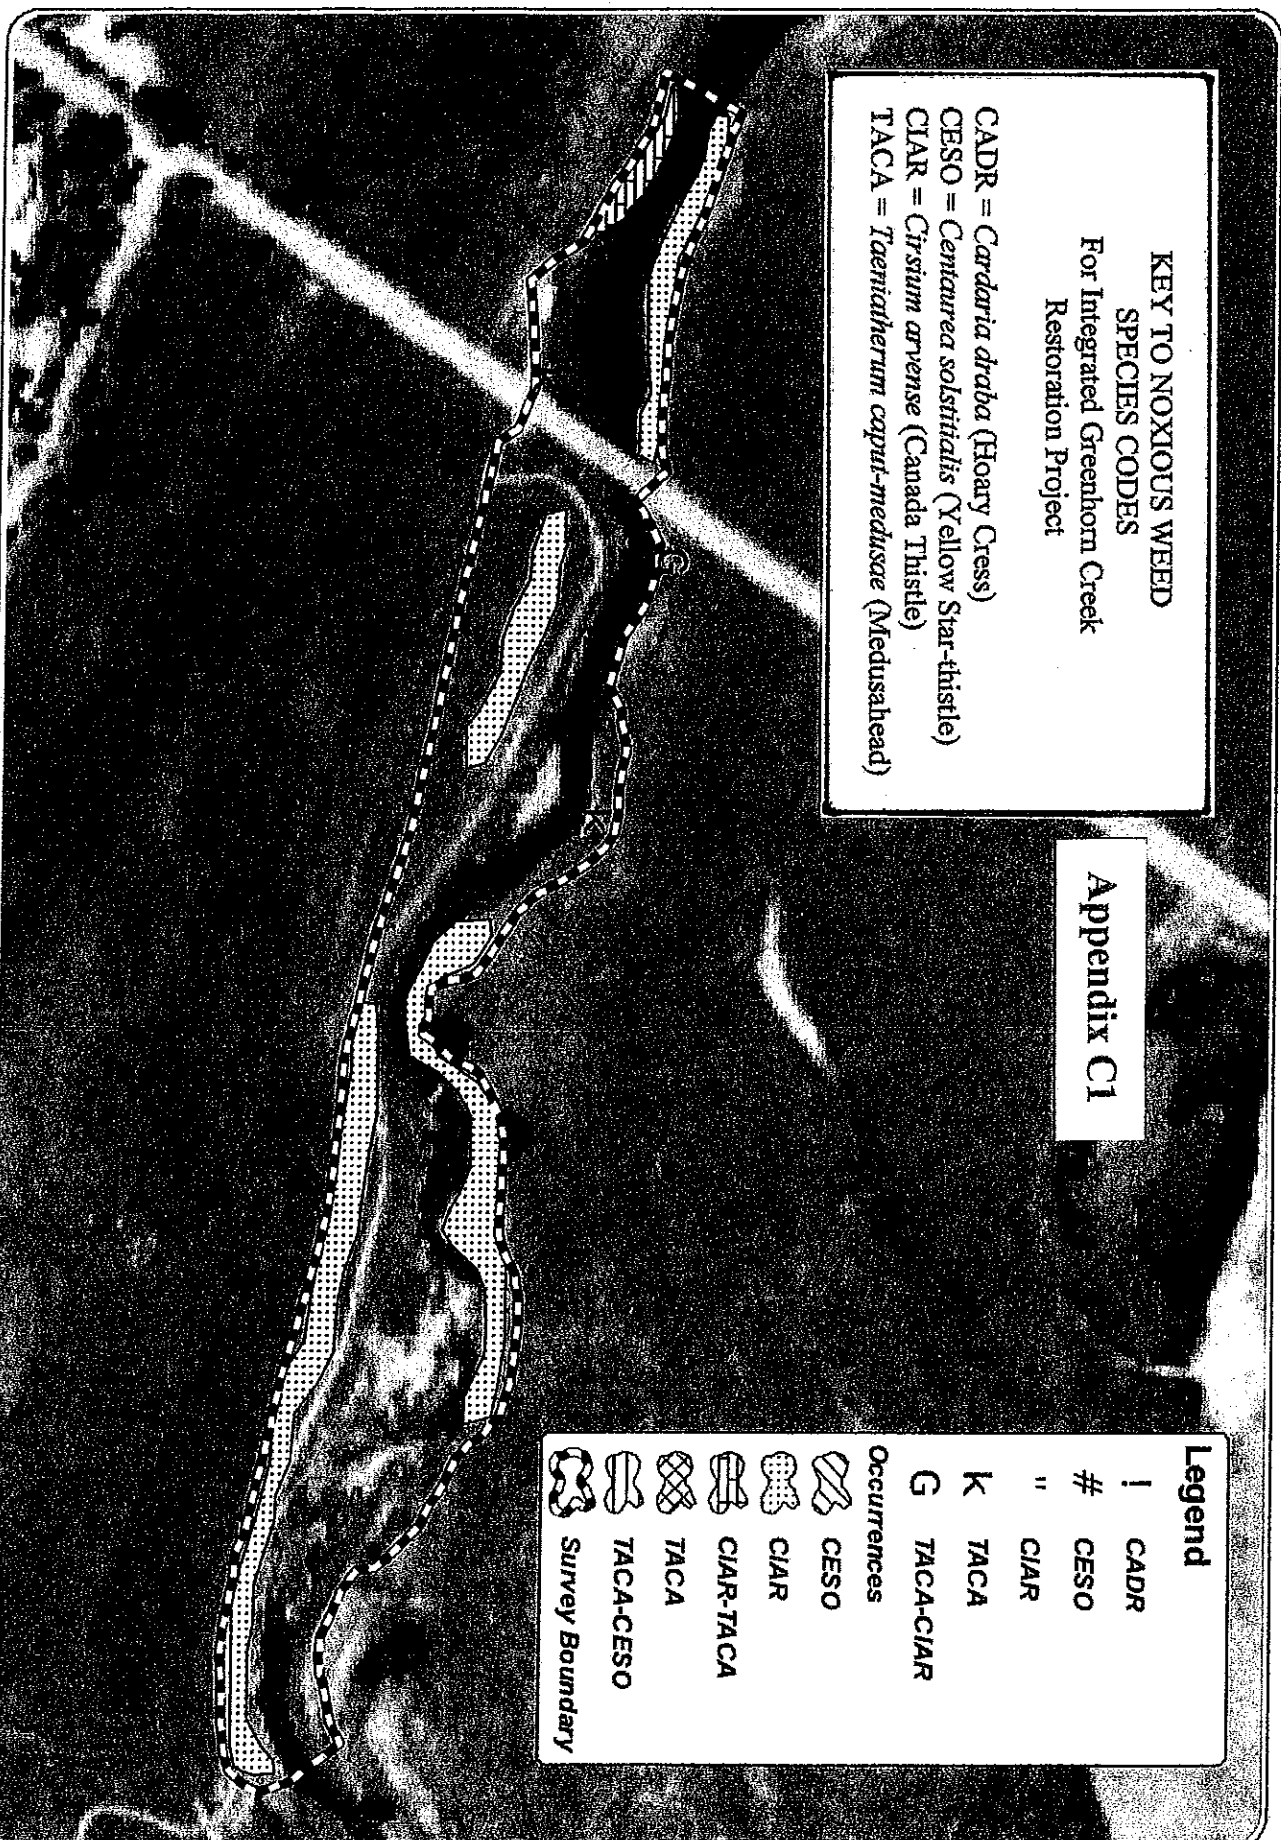 KEY TO NOXIOUS WEED
SPECIES CODES
For Integrated Greenhorn Creek
Restoration Project
CADR = Cardaria draba (Hoary Cress)
CESO = Centaurea solstitialis (Yellow Star-thistle)
CIAR = Cirsium arvense (Canada Thistle)
TACA = Taeniatherum caput-medusae (Medusahead)
Appendix C1
Legend
! CADR
# CESO
" CIAR
K TACA
G TACA-CIAR
Occurrences
CESO
CIAR
CIAR-TACA
TACA
TACA-CESO
Survey Boundary
G
K